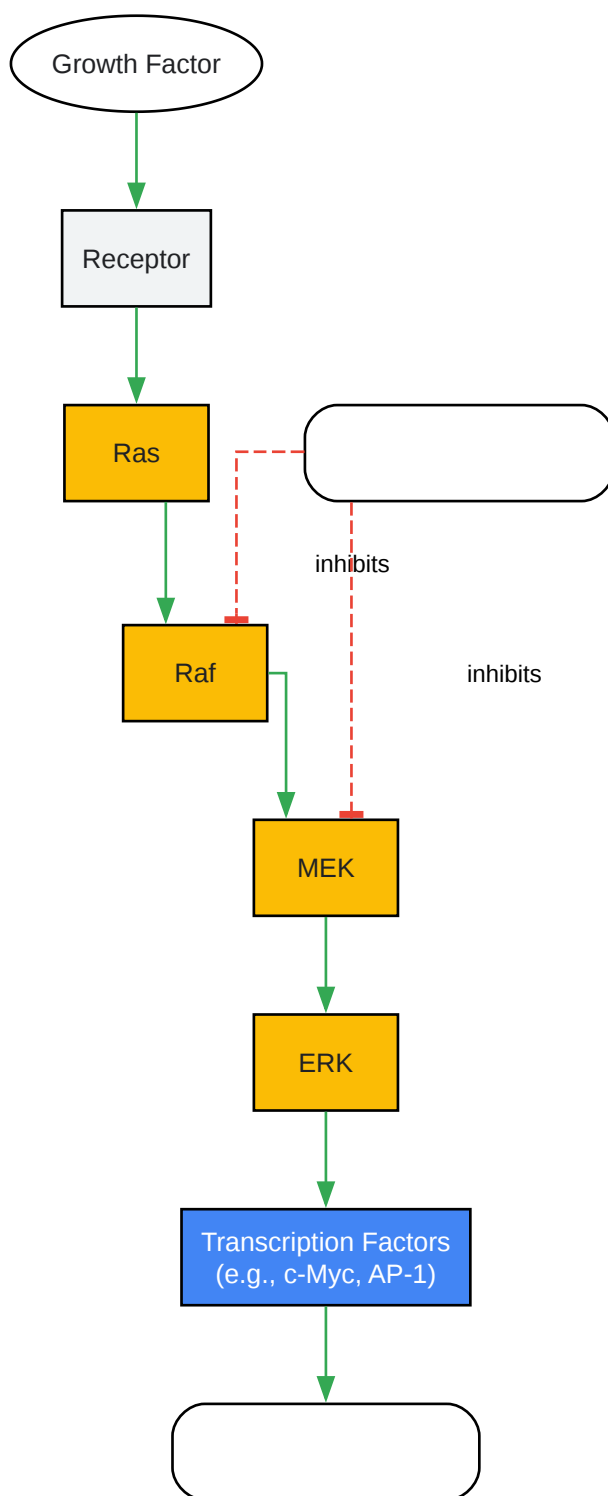 Growth Factor
Receptor
Ras
inhibits
Raf
inhibits
MEK
ERK
Transcription Factors
(e.g., c-Myc, AP-1)